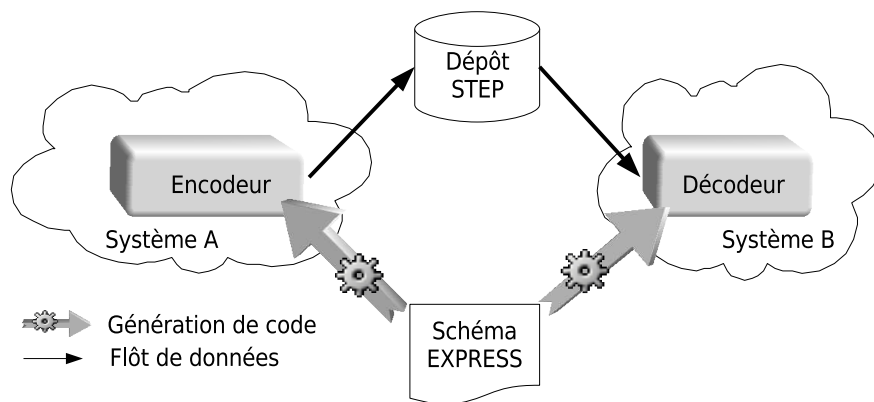 Dépôt
STEP
Encodeur
Décodeur
Système A
Système B
Génération de code
Schéma
EXPRESS
Flôt de données